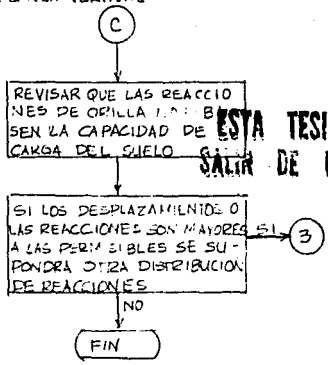 C
REVISAR QUE LAS REACCIO
NES DE ORILLA
SEN LA CAPACIDAD DE
CARGA DEL SUELO
ESTA TESI
SALIR DE
SI LOS DESPLAZAMIENTOS O
LAS REACCIONES SON MAYORES
A LAS PERMISIBLES SE SU-
PONDRA OTRA DISTRIBUCION
DE REACCIONES
SI
3
NO
FIN